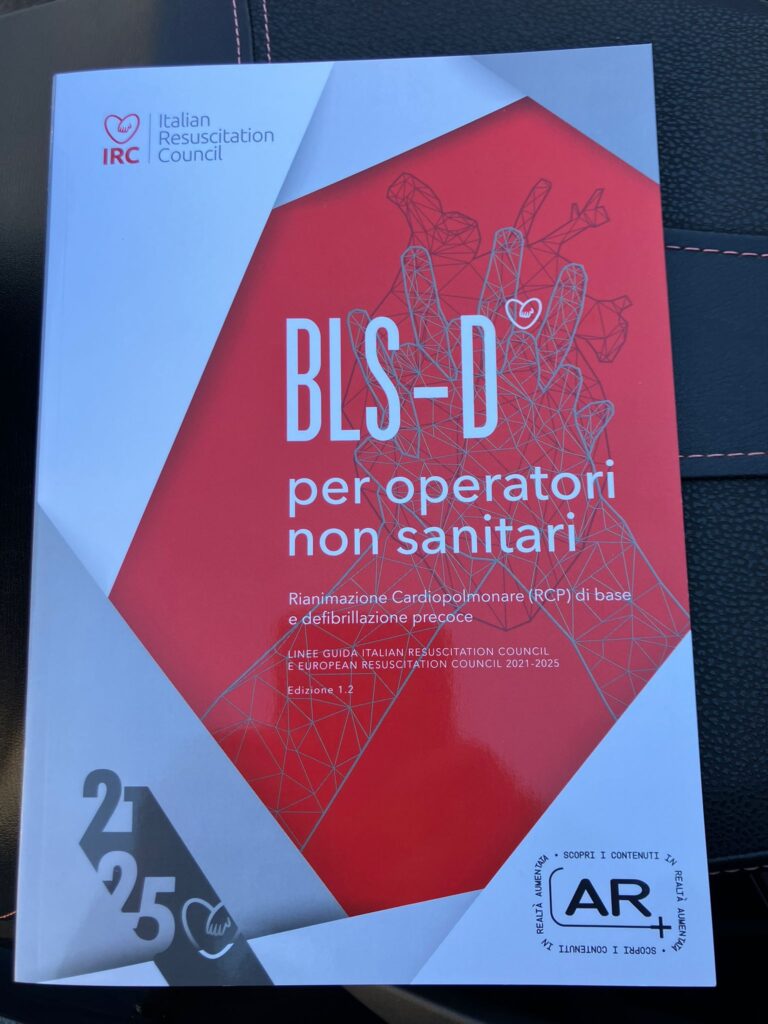 IRC
Italian
Resuscitation
Council
BLS-D
per operatori
non sanitari
Rianimazione Cardiopolmonare (RCP) di base
e defibrillazione precoce
LINEE GUIDA ITALIAN RESUSCITATION COUNCIL
E EUROPEAN RESUSCITATION COUNCIL 2021-2025
Edizione 1.2
21
25
• SCOPRI I CONTENUTI IN REALTÀ AUMENTATA • SCOPRI I CONTENUTI IN REALTÀ AUMENTATA
AR+